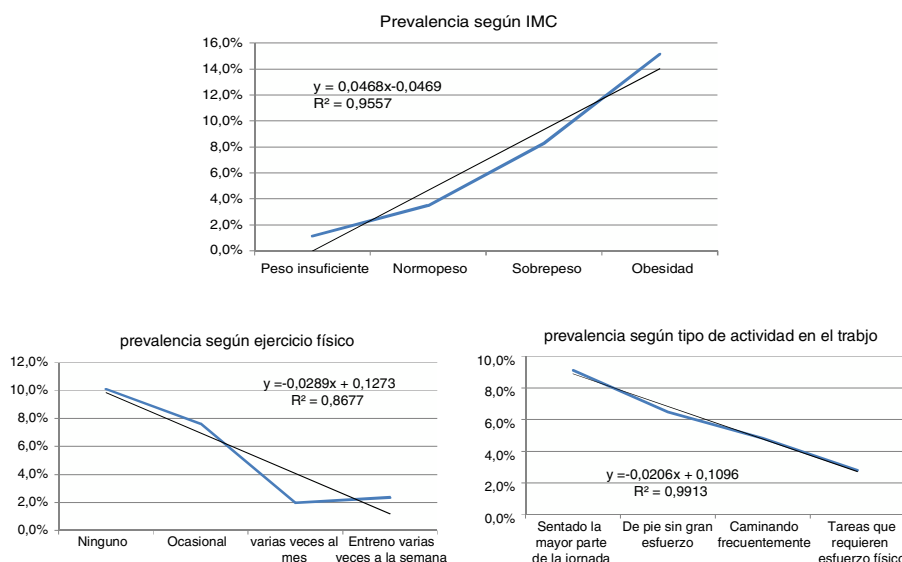 Prevalencia según IMC
16,0%
14,0%
12,0%
10,0%
8,0%
6,0%
4,0%
2,0%
0,0%
y = 0,0468x-0,0469
R² = 0,9557
Peso insuficiente
Normopeso
Sobrepeso
Obesidad
prevalencia según ejercicio físico
12,0%
10,0%
8,0%
6,0%
4,0%
2,0%
0,0%
y =-0,0289x + 0,1273
R² = 0,8677
Ninguno
Ocasional
varias veces al
mes
Entreno varias
veces a la semana
prevalencia según tipo de actividad en el trabjo
10,0%
8,0%
6,0%
4,0%
2,0%
0,0%
y =-0,0206x + 0,1096
R² = 0,9913
Sentado la
mayor parte
de la jornada
De pie sin gran
esfuerzo
Caminando
frecuentemente
Tareas que
requieren
esfuerzo físico